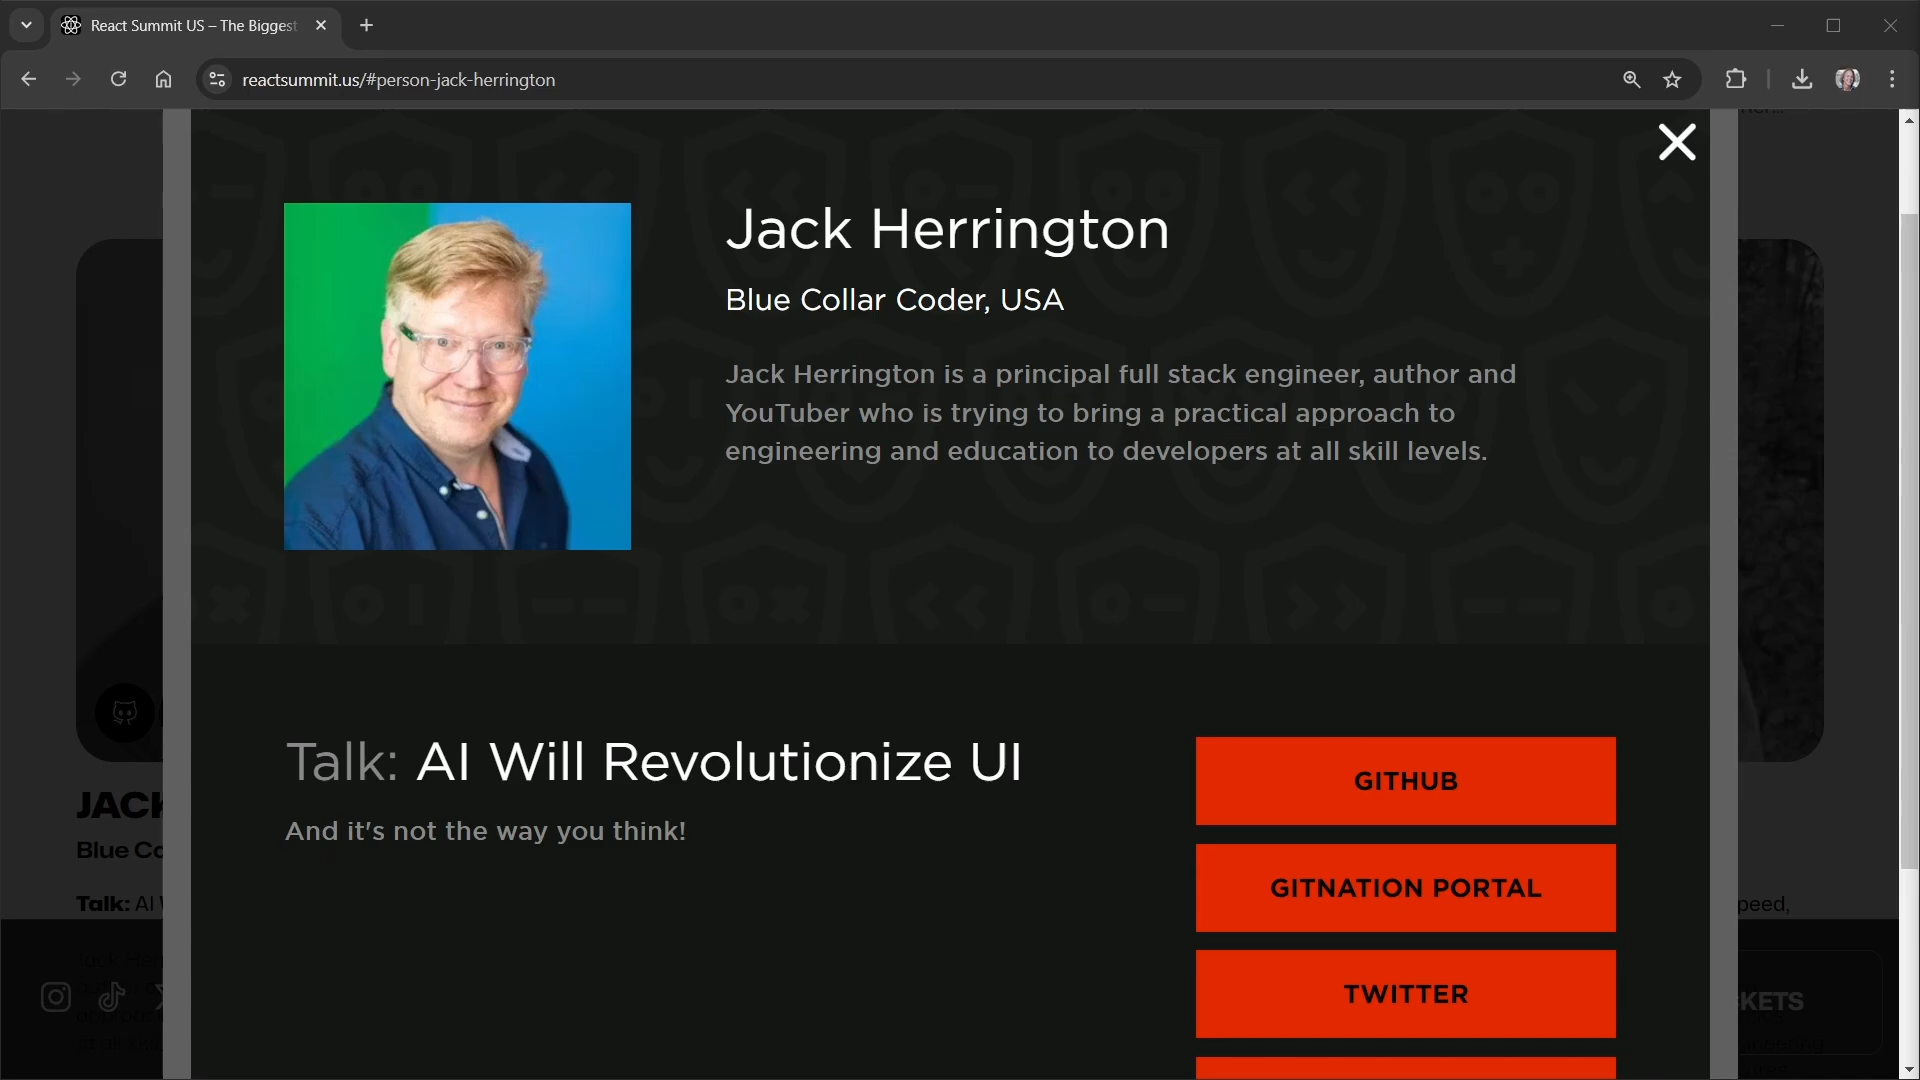 React Summit US – The Biggest
reactsummit.us/#person-jack-herrington
Jack Herrington
Blue Collar Coder, USA
Jack Herrington is a principal full stack engineer, author and
YouTuber who is trying to bring a practical approach to
engineering and education to developers at all skill levels.
Talk: AI Will Revolutionize UI
And it's not the way you think!
GITHUB
GITNATION PORTAL
TWITTER
JACK
Blue Co
Talk: AI
peed,
KETS